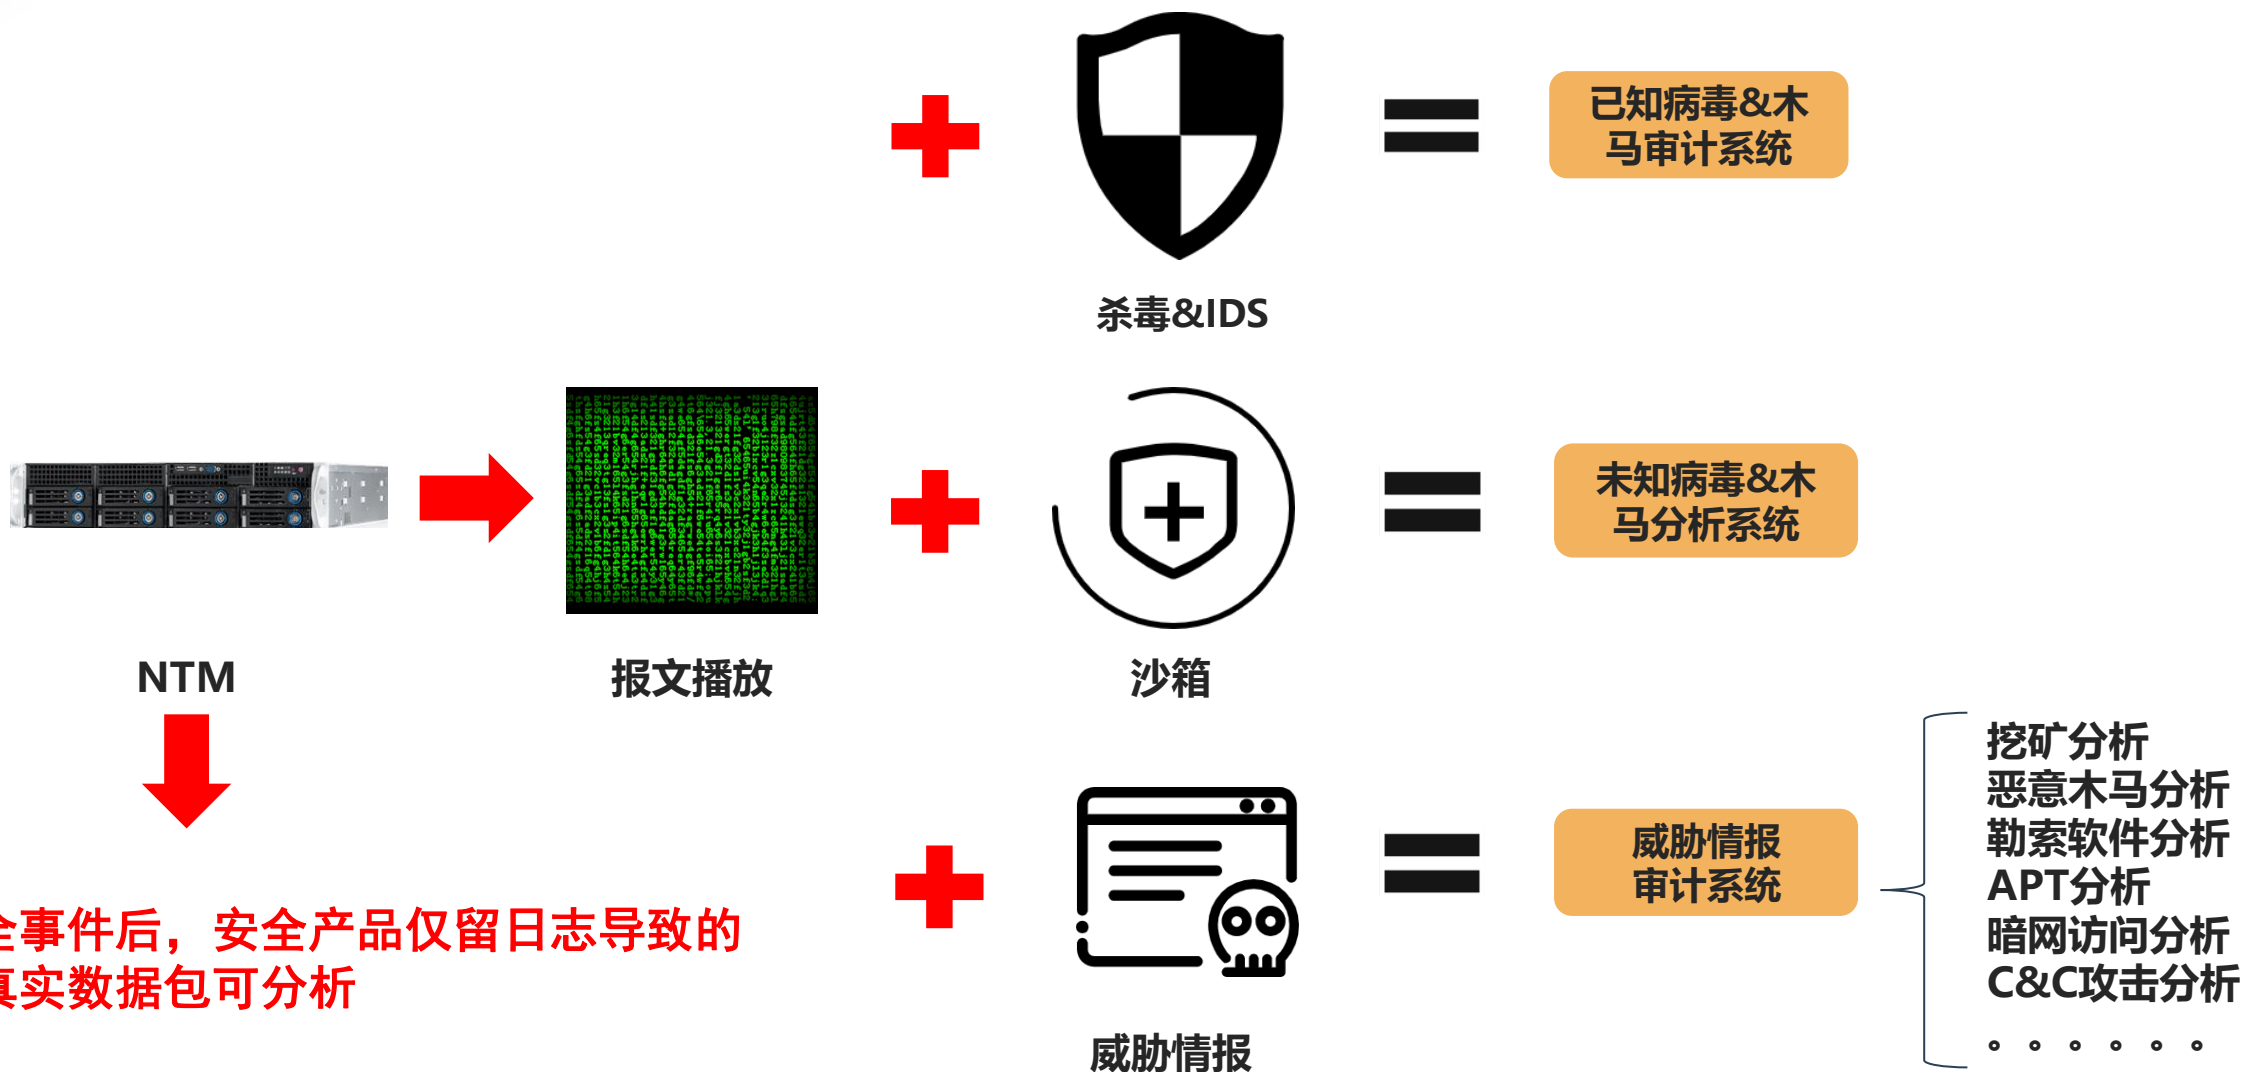 已知病毒&木
马审计系统
杀毒&IDS
未知病毒&木
马分析系统
NTM
报文播放
沙箱
挖矿分析
恶意木马分析
勒索软件分析
APT分析
暗网访问分析
C&C攻击分析
。。。。。。
威胁情报
审计系统
全事件后，安全产品仅留日志导致的
真实数据包可分析
威胁情报